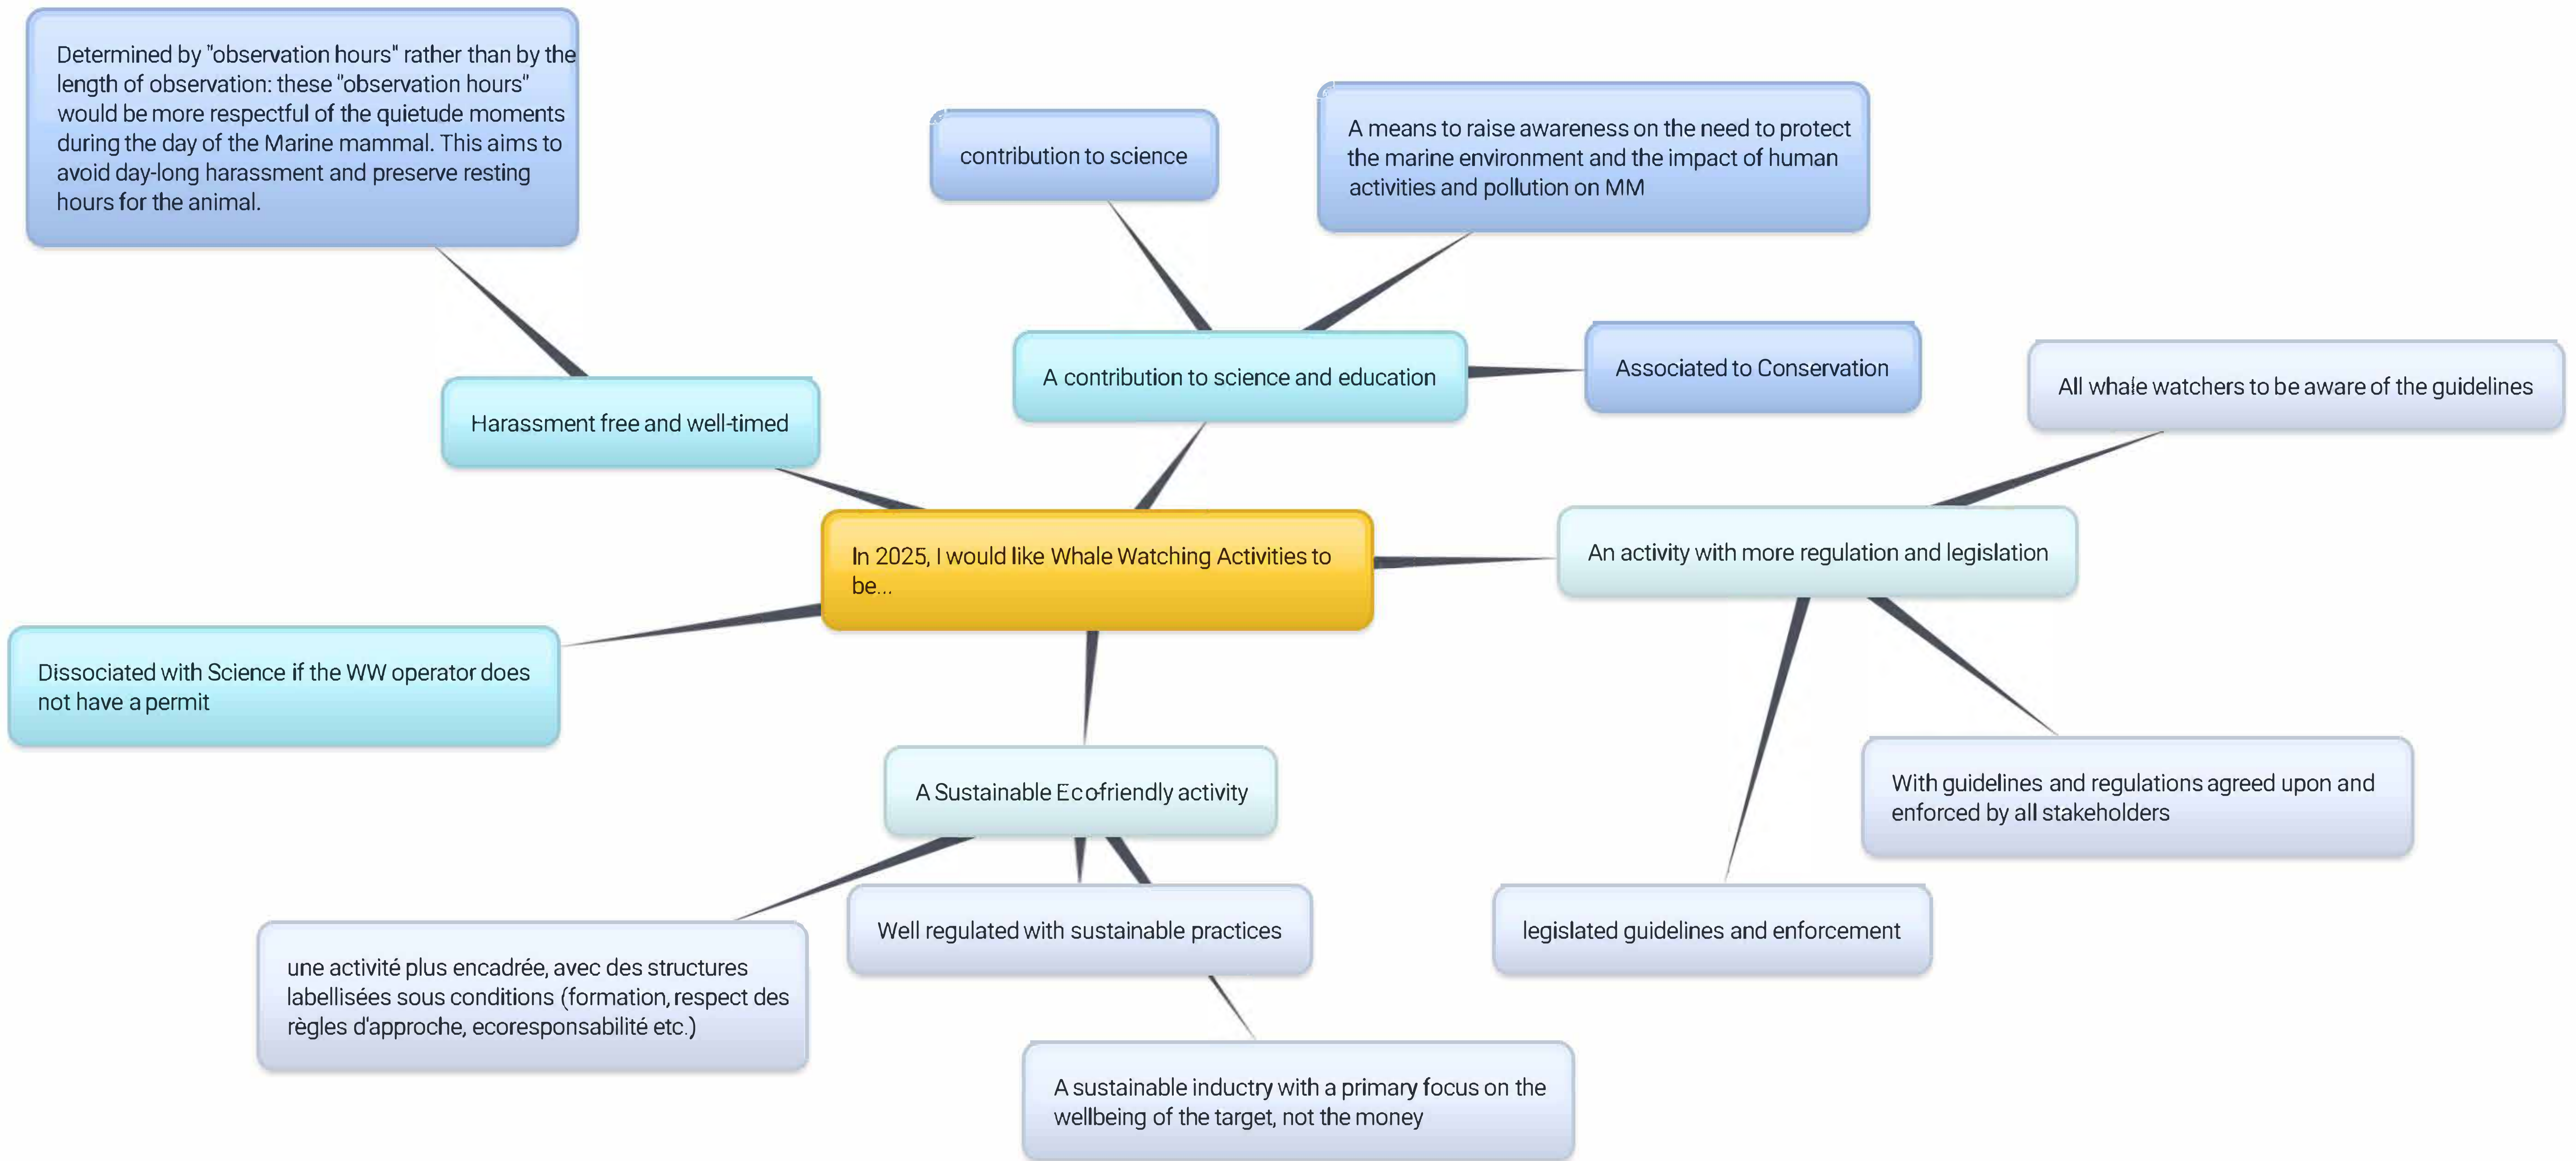 Determined by "observation hours" rather than by the
length of observation: these "observation hours"
would be more respectful of the quietude moments
during the day of the Marine mammal. This aims to
avoid day-long harassment and preserve resting
hours for the animal.
contribution to science
A means to raise awareness on the need to protect
the marine environment and the impact of human
activities and pollution on MM
Harassment free and well-timed
A contribution to science and education
Associated to Conservation
All whale watchers to be aware of the guidelines
In 2025, I would like Whale Watching Activities to
be...
An activity with more regulation and legislation
Dissociated with Science if the WW operator does
not have a permit
A Sustainable Ecofriendly activity
With guidelines and regulations agreed upon and
enforced by all stakeholders
une activité plus encadrée, avec des structures
labellisées sous conditions (formation, respect des
règles d'approche, ecoresponsabilité etc.)
Well regulated with sustainable practices
legislated guidelines and enforcement
A sustainable inductry with a primary focus on the
wellbeing of the target, not the money